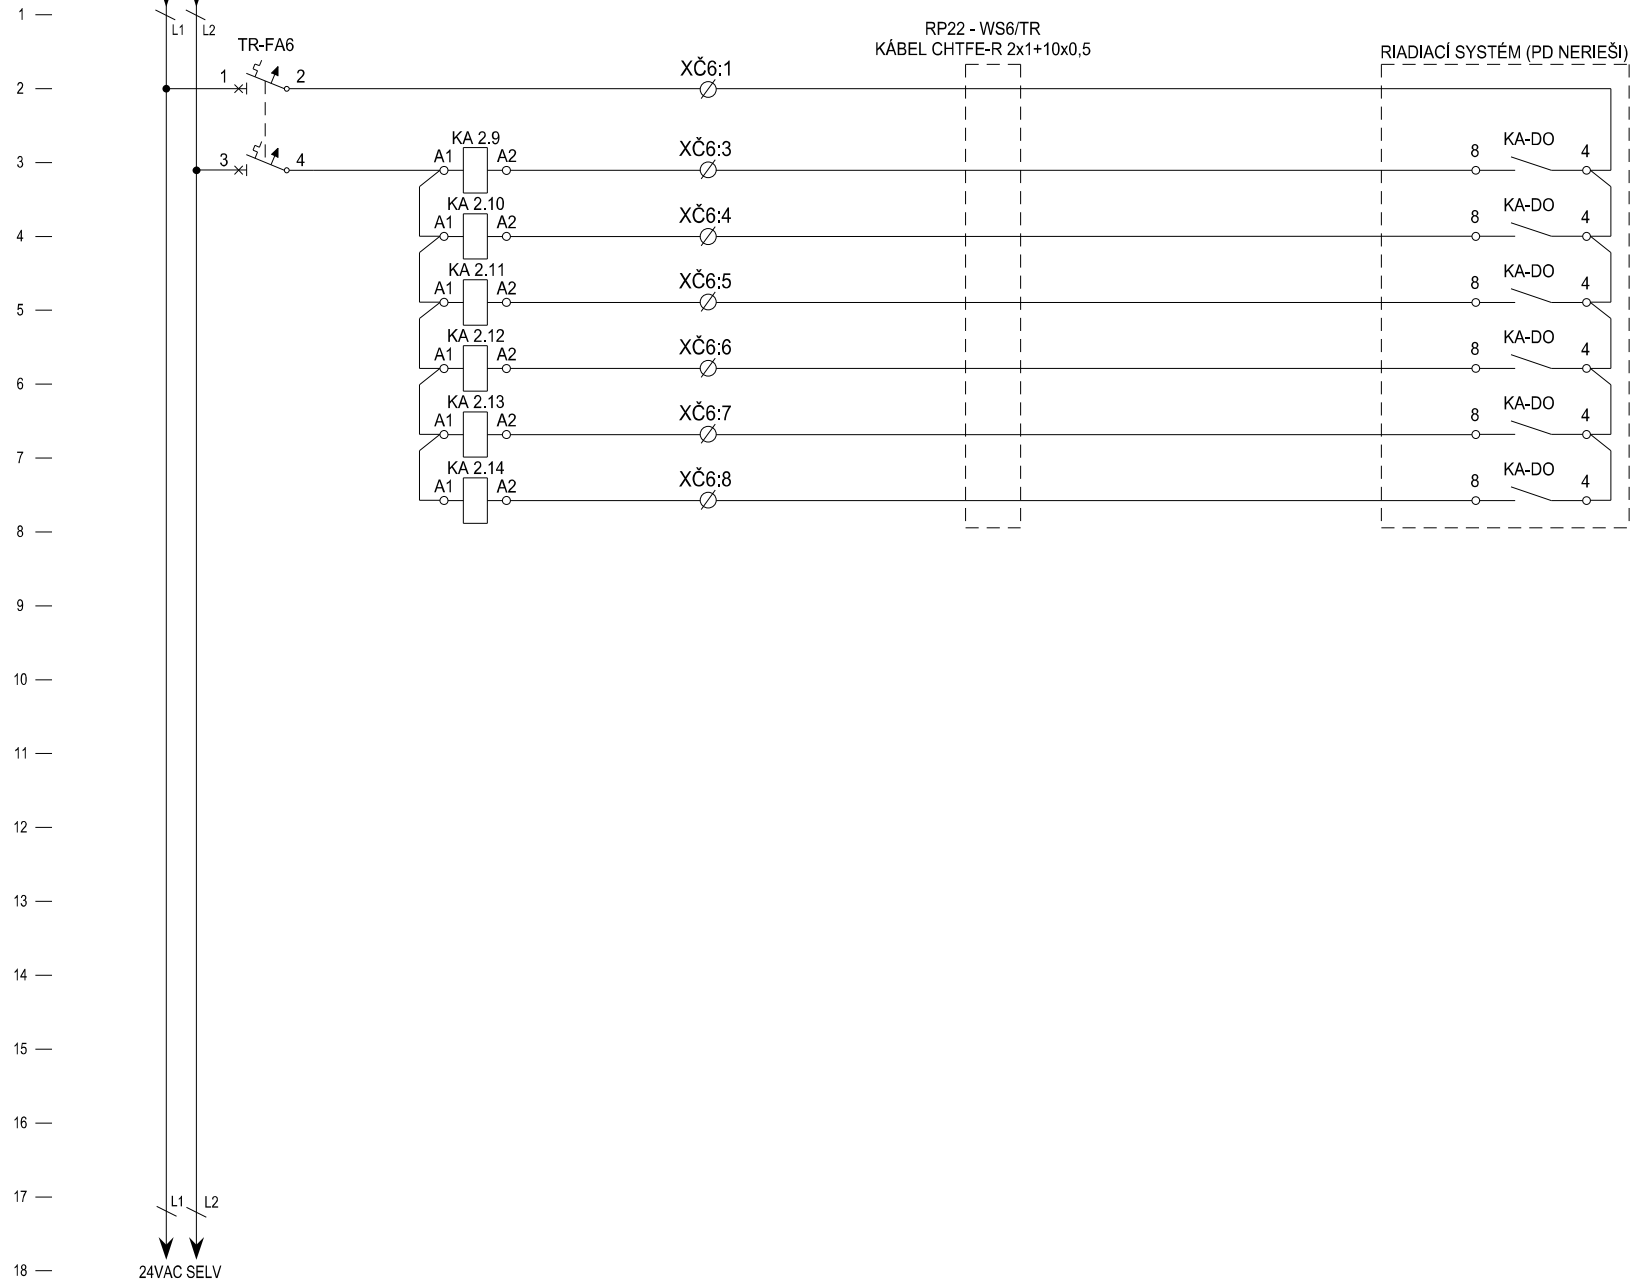 1
L1 L2
RP22 - WS6/TR
KÁBEL CHTFE-R 2x1+10x0,5
TR-FA6
RIADIACÍ SYSTÉM (PD NERIEŠI)
1 2
XČ6:1
2
KA 2.9
3 4
A1 A2
XČ6:3
8 KA-DO 4
3
KA 2.10
A1 A2
XČ6:4
8 KA-DO 4
4
KA 2.11
A1 A2
XČ6:5
8 KA-DO 4
5
KA 2.12
A1 A2
XČ6:6
8 KA-DO 4
6
KA 2.13
A1 A2
XČ6:7
8 KA-DO 4
7
KA 2.14
A1 A2
XČ6:8
8 KA-DO 4
8
9
10
11
12
13
14
15
16
17
L1 L2
18
24VAC SELV